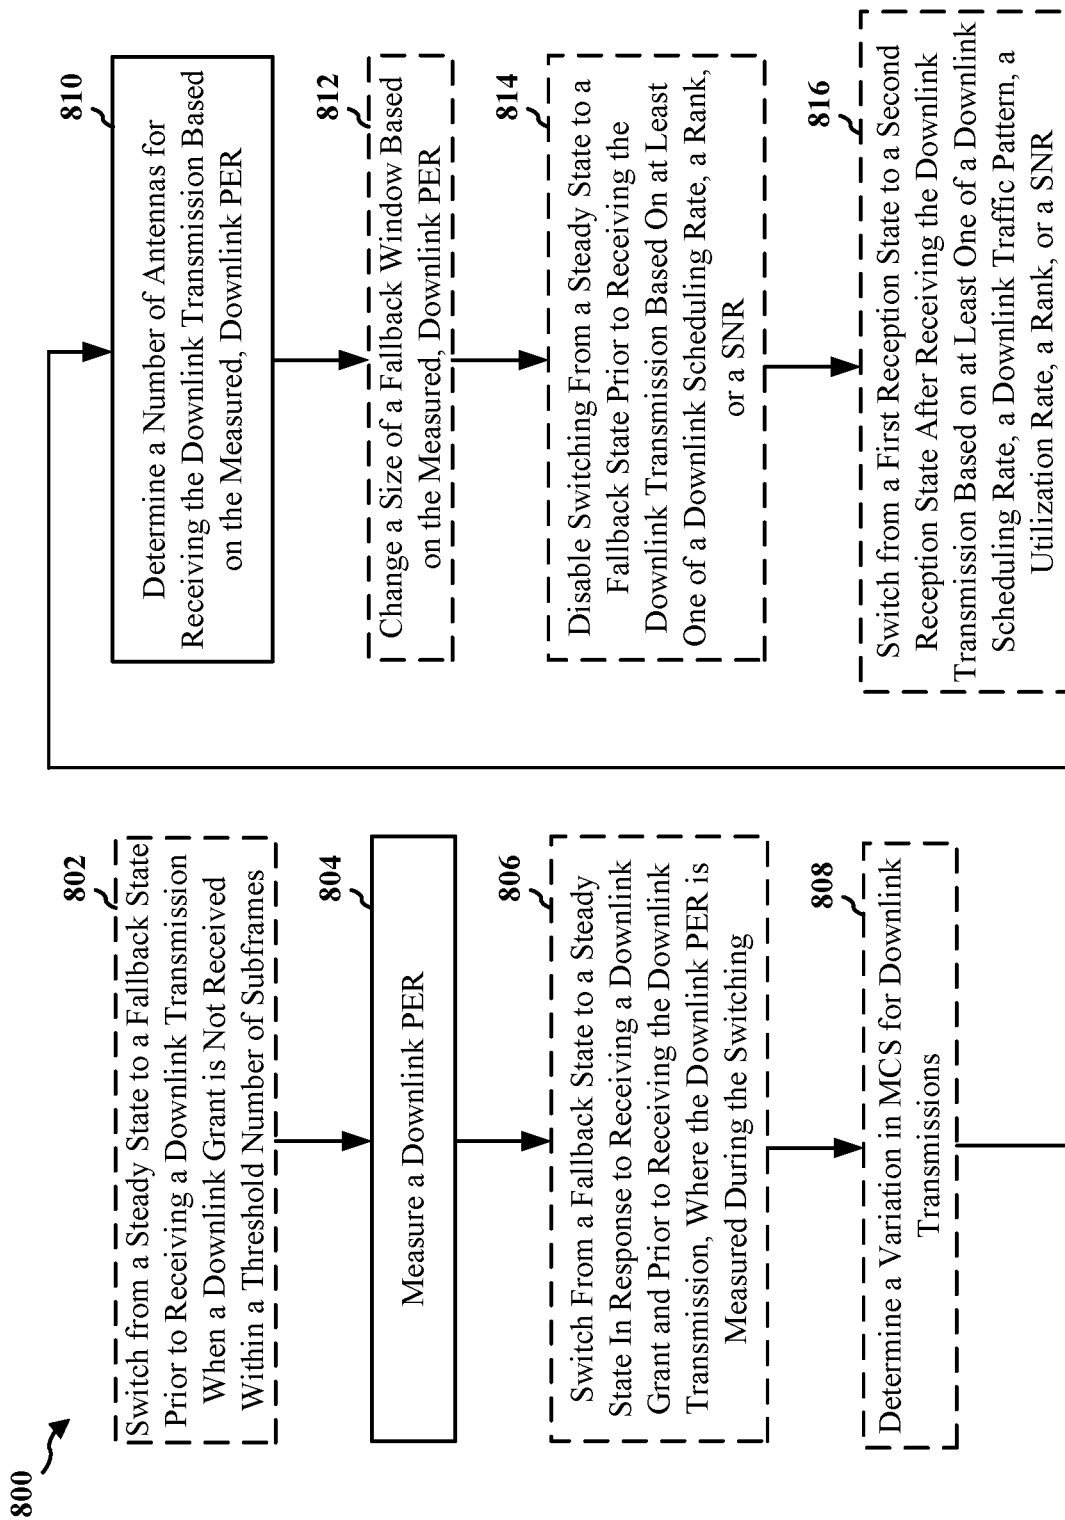 800
802
Switch from a Steady State to a Fallback State
Prior to Receiving a Downlink Transmission
When a Downlink Grant is Not Received
Within a Threshold Number of Subframes
804
Measure a Downlink PER
806
Switch From a Fallback State to a Steady
State In Response to Receiving a Downlink
Grant and Prior to Receiving the Downlink
Transmission, Where the Downlink PER is
Measured During the Switching
808
Determine a Variation in MCS for Downlink
Transmissions
810
Determine a Number of Antennas for
Receiving the Downlink Transmission Based
on the Measured, Downlink PER
812
Change a Size of a Fallback Window Based
on the Measured, Downlink PER
814
Disable Switching From a Steady State to a
Fallback State Prior to Receiving the
Downlink Transmission Based On at Least
One of a Downlink Scheduling Rate, a Rank,
or a SNR
816
Switch from a First Reception State to a Second
Reception State After Receiving the Downlink
Transmission Based on at Least One of a Downlink
Scheduling Rate, a Downlink Traffic Pattern, a
Utilization Rate, a Rank, or a SNR